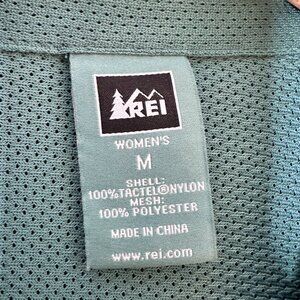 REI
WOMEN'S
M
SHELL:
100%TACTEL®NYLON
MESH:
100% POLYESTER
MADE IN CHINA
www.rei.com